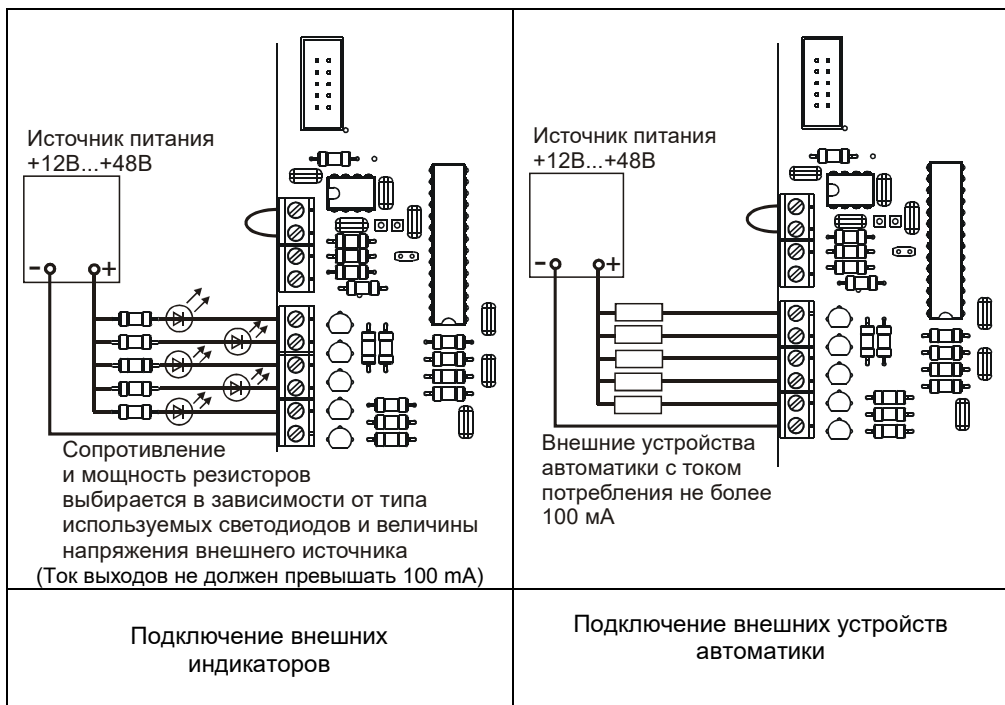 Источник питания
+12В...+48В
- +
Сопротивление
и мощность резисторов
выбирается в зависимости от типа
используемых светодиодов и величины
напряжения внешнего источника
(Ток выходов не должен превышать 100 mA)
Подключение внешних
индикаторов
Источник питания
+12В...+48В
- +
Внешние устройства
автоматики с током
потребления не более
100 мА
Подключение внешних устройств
автоматики